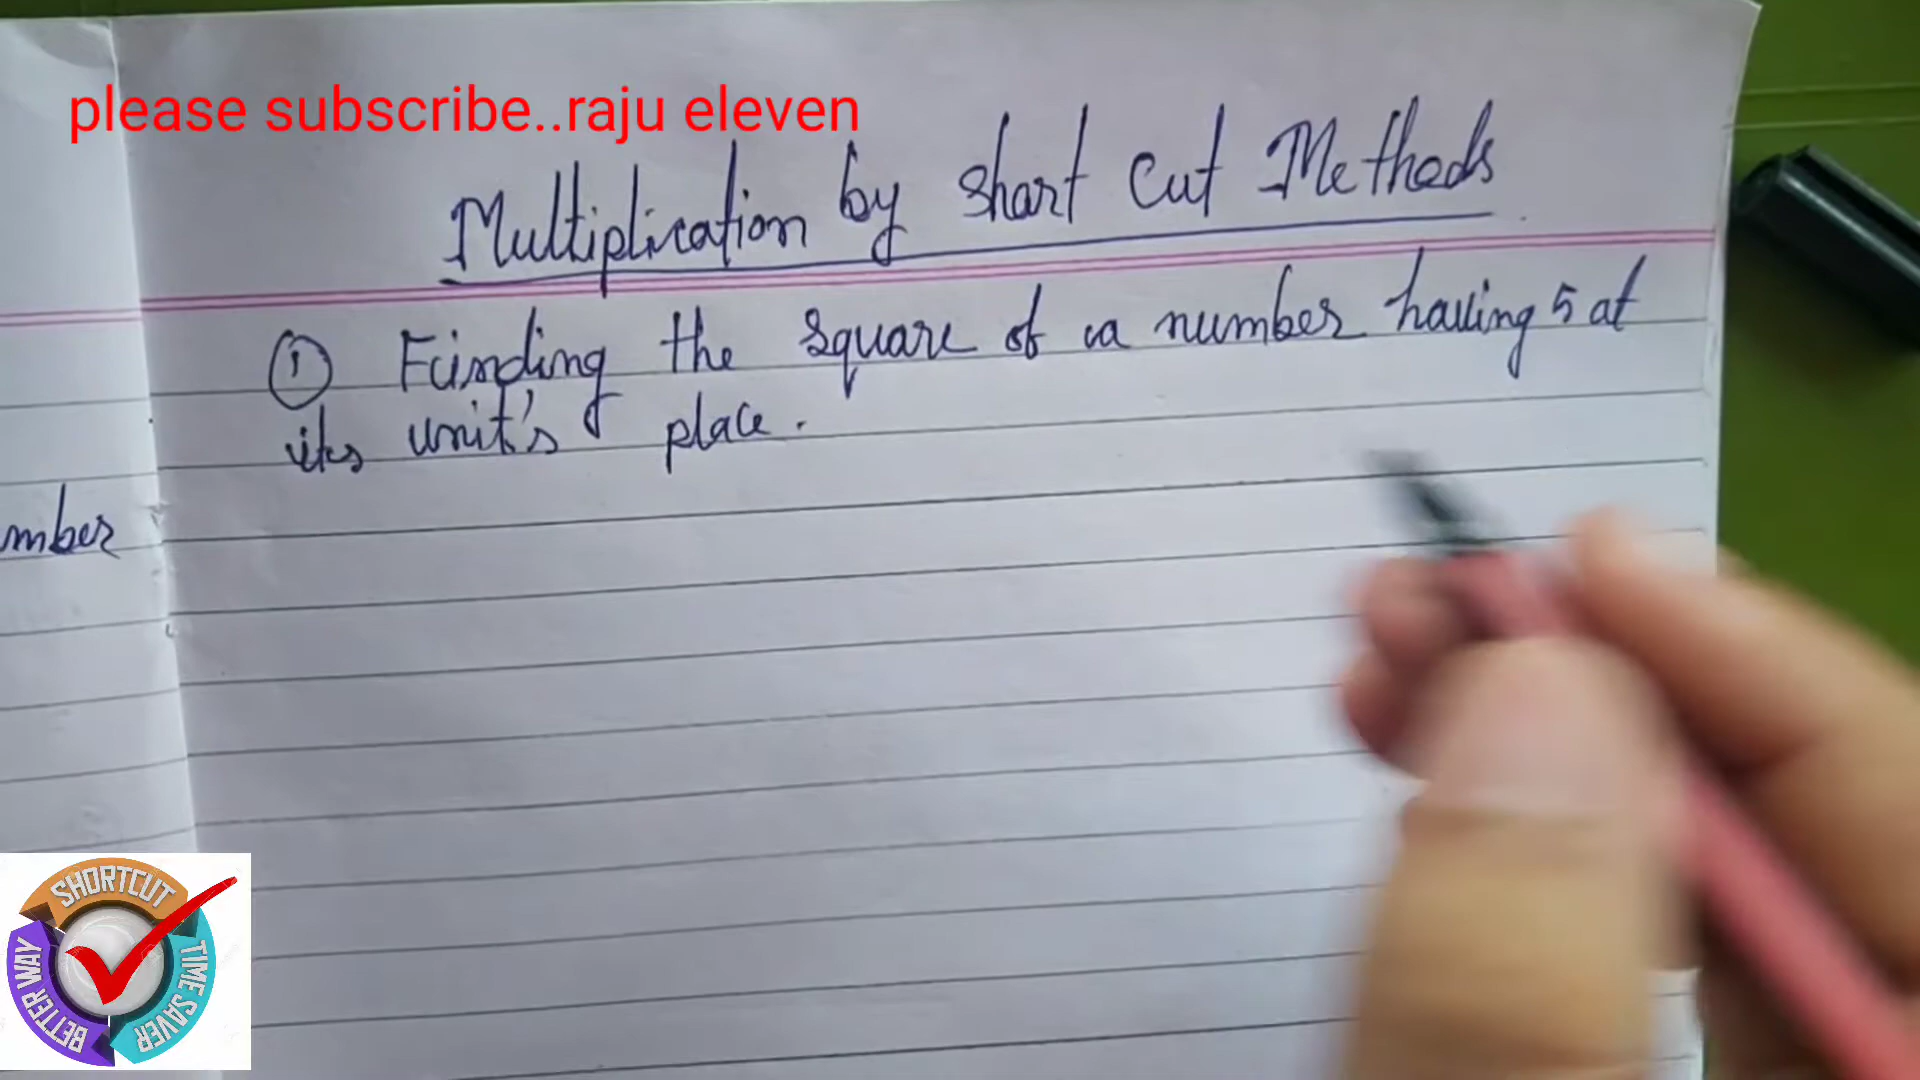 please subscribe..raju eleven
Multiplication by Short Cut Methods
① Finding the square of a number having 5 at
its unit's place.
mber
SHORTCUT
BETTER WAY
TIME SAVER